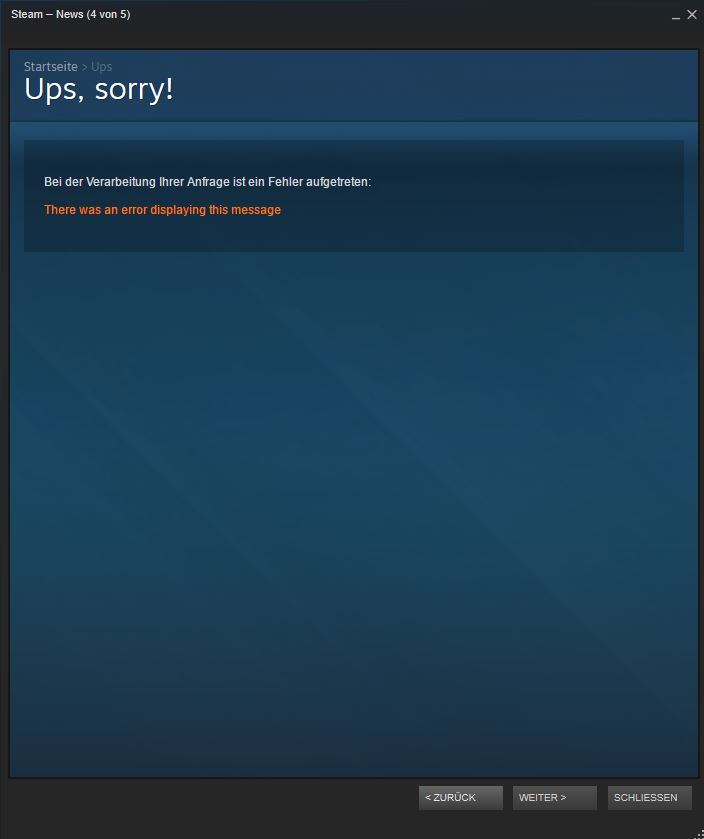 Steam – News (4 von 5)
Startseite > Ups
Ups, sorry!
Bei der Verarbeitung Ihrer Anfrage ist ein Fehler aufgetreten:
There was an error displaying this message
< ZURÜCK WEITER > SCHLIESSEN